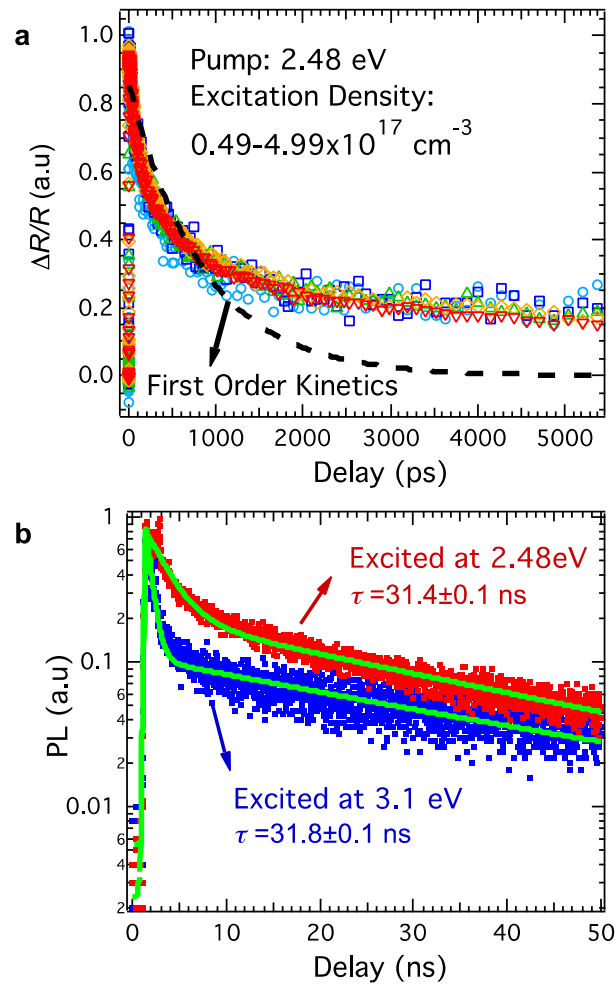 a
1.0
0.8
0.6
0.4
0.2
0.0
ΔR/R (a.u)
Pump: 2.48 eV
Excitation Density:
0.49-4.99x10¹⁷ cm⁻³
First Order Kinetics
0 1000 2000 3000 4000 5000
Delay (ps)
b
1
6
4
2
0.1
6
4
2
0.01
6
4
2
PL (a.u)
Excited at 2.48eV
τ =31.4±0.1 ns
Excited at 3.1 eV
τ =31.8±0.1 ns
0 10 20 30 40 50
Delay (ns)